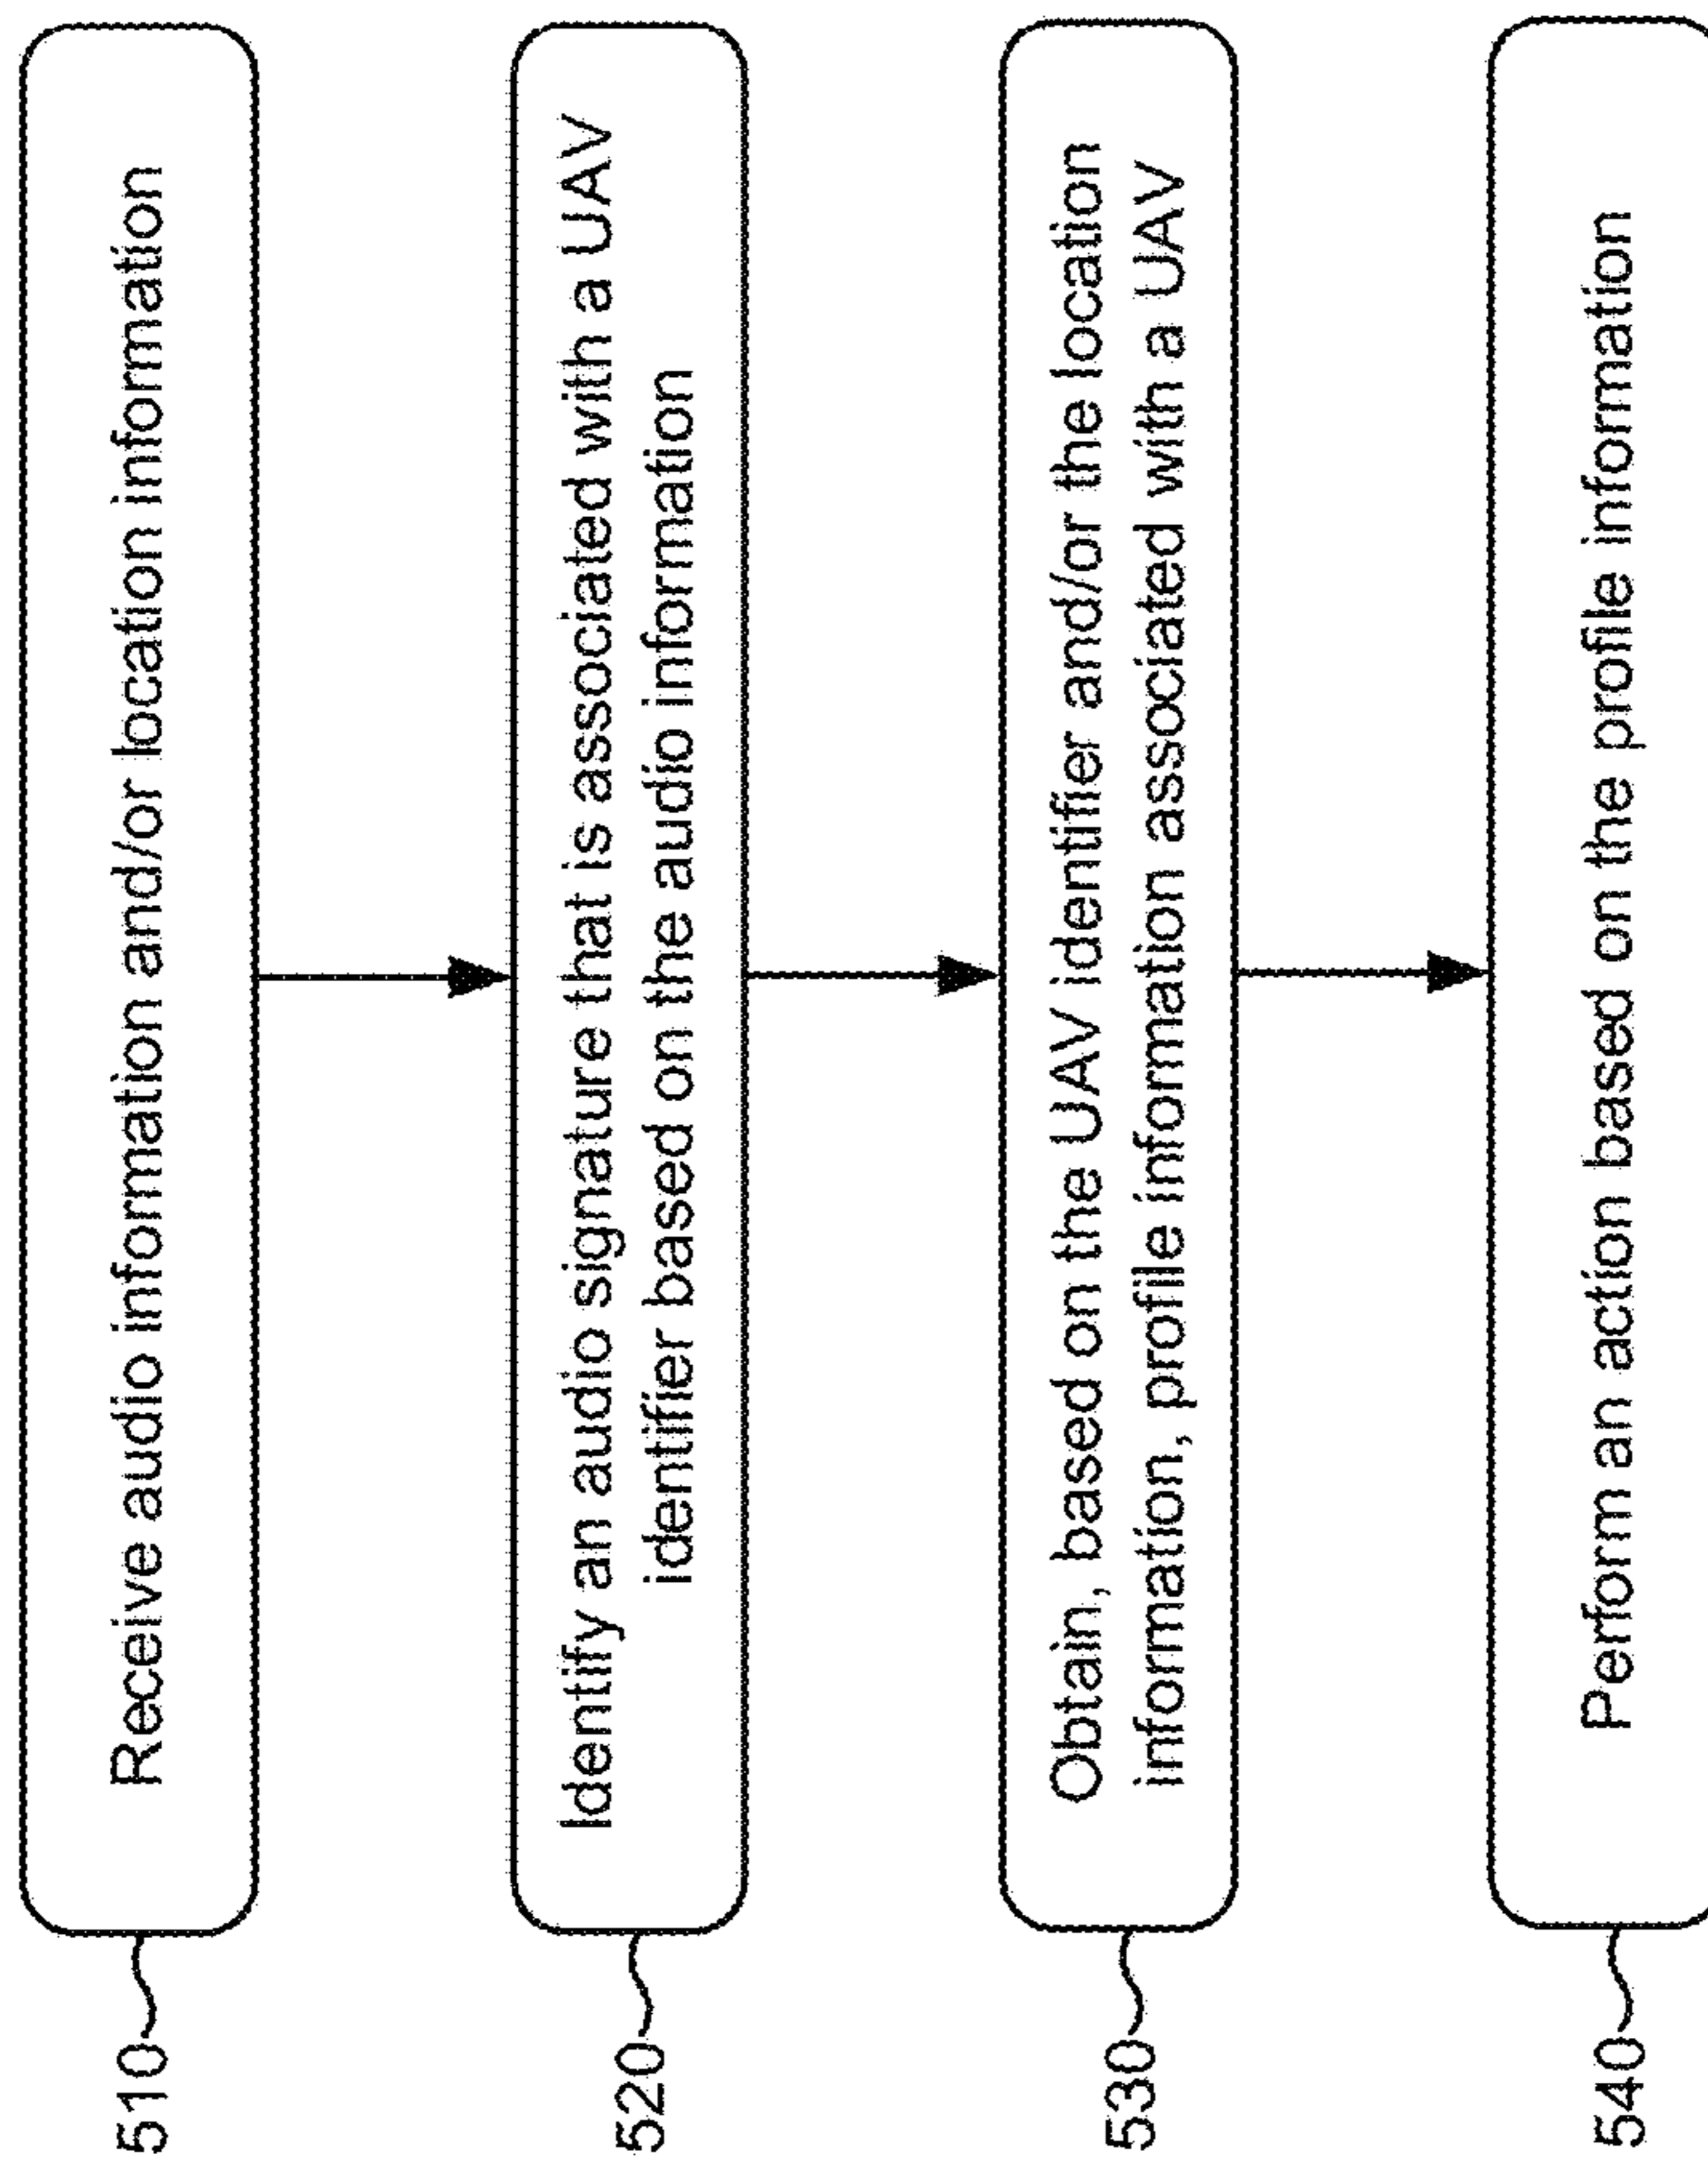 510
Receive audio information and/or location information
520
Identify an audio signature that is associated with a UAV
identifier based on the audio information
530
Obtain, based on the UAV identifier and/or the location
information, profile information associated with a UAV
540
Perform an action based on the profile information